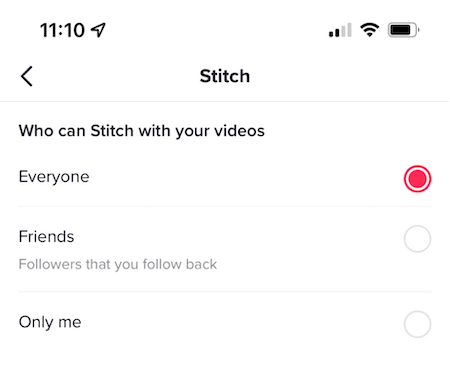 11:10
Stitch
Who can Stitch with your videos
Everyone
Friends
Followers that you follow back
Only me